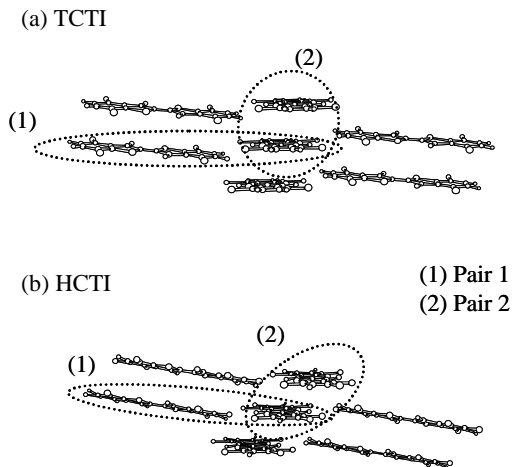 (a) TCTI
(2)
(1)
(b) HCTI
(1) Pair 1
(2) Pair 2
(2)
(1)